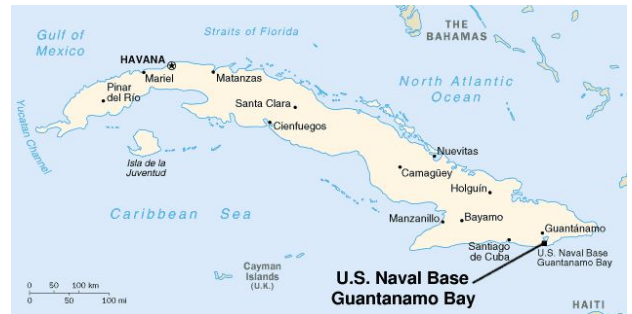 Gulf of
Mexico
Straits of Florida
THE
BAHAMAS
HAVANA
Mariel
Matanzas
Pinar
del Río
North Atlantic
Ocean
Santa Clara
Cienfuegos
Yucatan Channel
Isla de la
Juventud
Nuevitas
Camagüey
Holguín
Caribbean Sea
Manzanillo
Bayamo
Guantánamo
Santiago
de Cuba
U.S. Naval Base
Guantanamo Bay
Cayman
Islands
(U.K.)
U.S. Naval Base
Guantanamo Bay
0 50 100 km
0 50 100 mi
HAITI